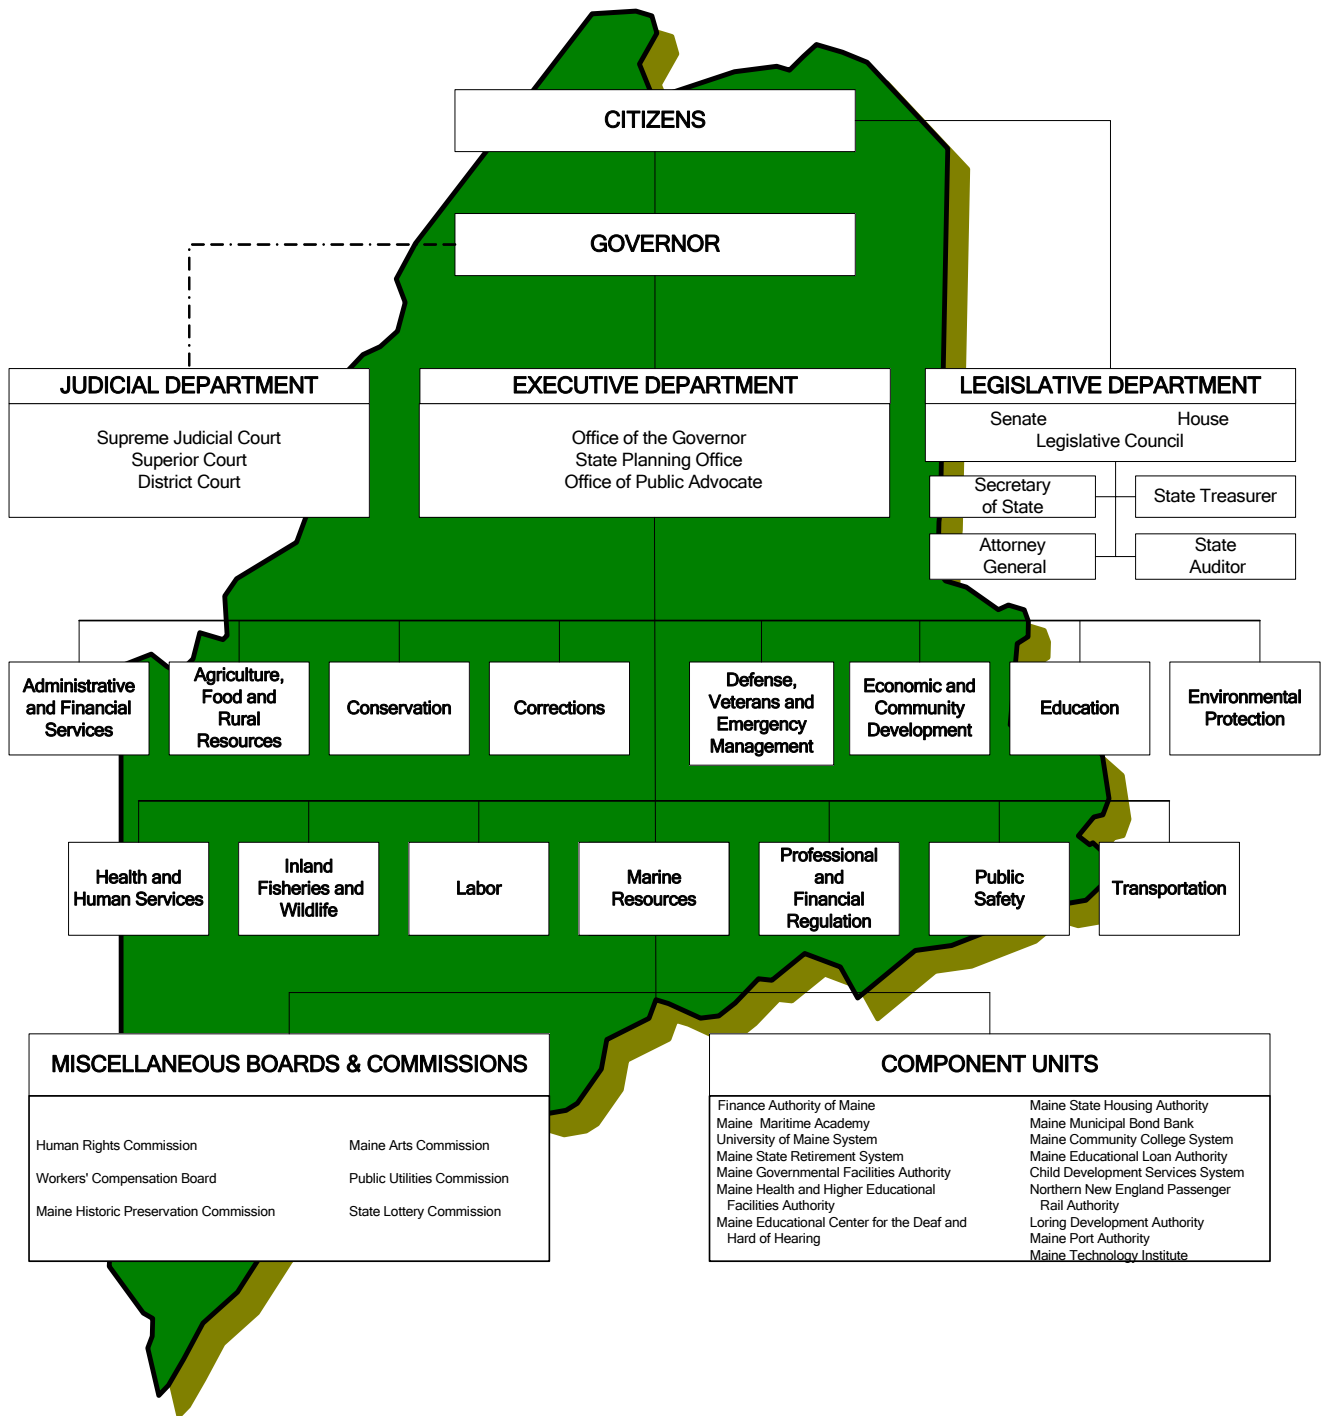 CITIZENS
GOVERNOR
JUDICIAL DEPARTMENT
Supreme Judicial Court
Superior Court
District Court
EXECUTIVE DEPARTMENT
Office of the Governor
State Planning Office
Office of Public Advocate
LEGISLATIVE DEPARTMENT
Senate House
Legislative Council
Secretary
of State
State Treasurer
Attorney
General
State
Auditor
Administrative
and Financial
Services
Agriculture,
Food and
Rural
Resources
Conservation
Corrections
Defense,
Veterans and
Emergency
Management
Economic and
Community
Development
Education
Environmental
Protection
Health and
Human Services
Inland
Fisheries and
Wildlife
Labor
Marine
Resources
Professional
and
Financial
Regulation
Public
Safety
Transportation
MISCELLANEOUS BOARDS & COMMISSIONS
Human Rights Commission
Workers' Compensation Board
Maine Historic Preservation Commission
Maine Arts Commission
Public Utilities Commission
State Lottery Commission
COMPONENT UNITS
Finance Authority of Maine
Maine Maritime Academy
University of Maine System
Maine State Retirement System
Maine Governmental Facilities Authority
Maine Health and Higher Educational
Facilities Authority
Maine Educational Center for the Deaf and
Hard of Hearing
Maine State Housing Authority
Maine Municipal Bond Bank
Maine Community College System
Maine Educational Loan Authority
Child Development Services System
Northern New England Passenger
Rail Authority
Loring Development Authority
Maine Port Authority
Maine Technology Institute